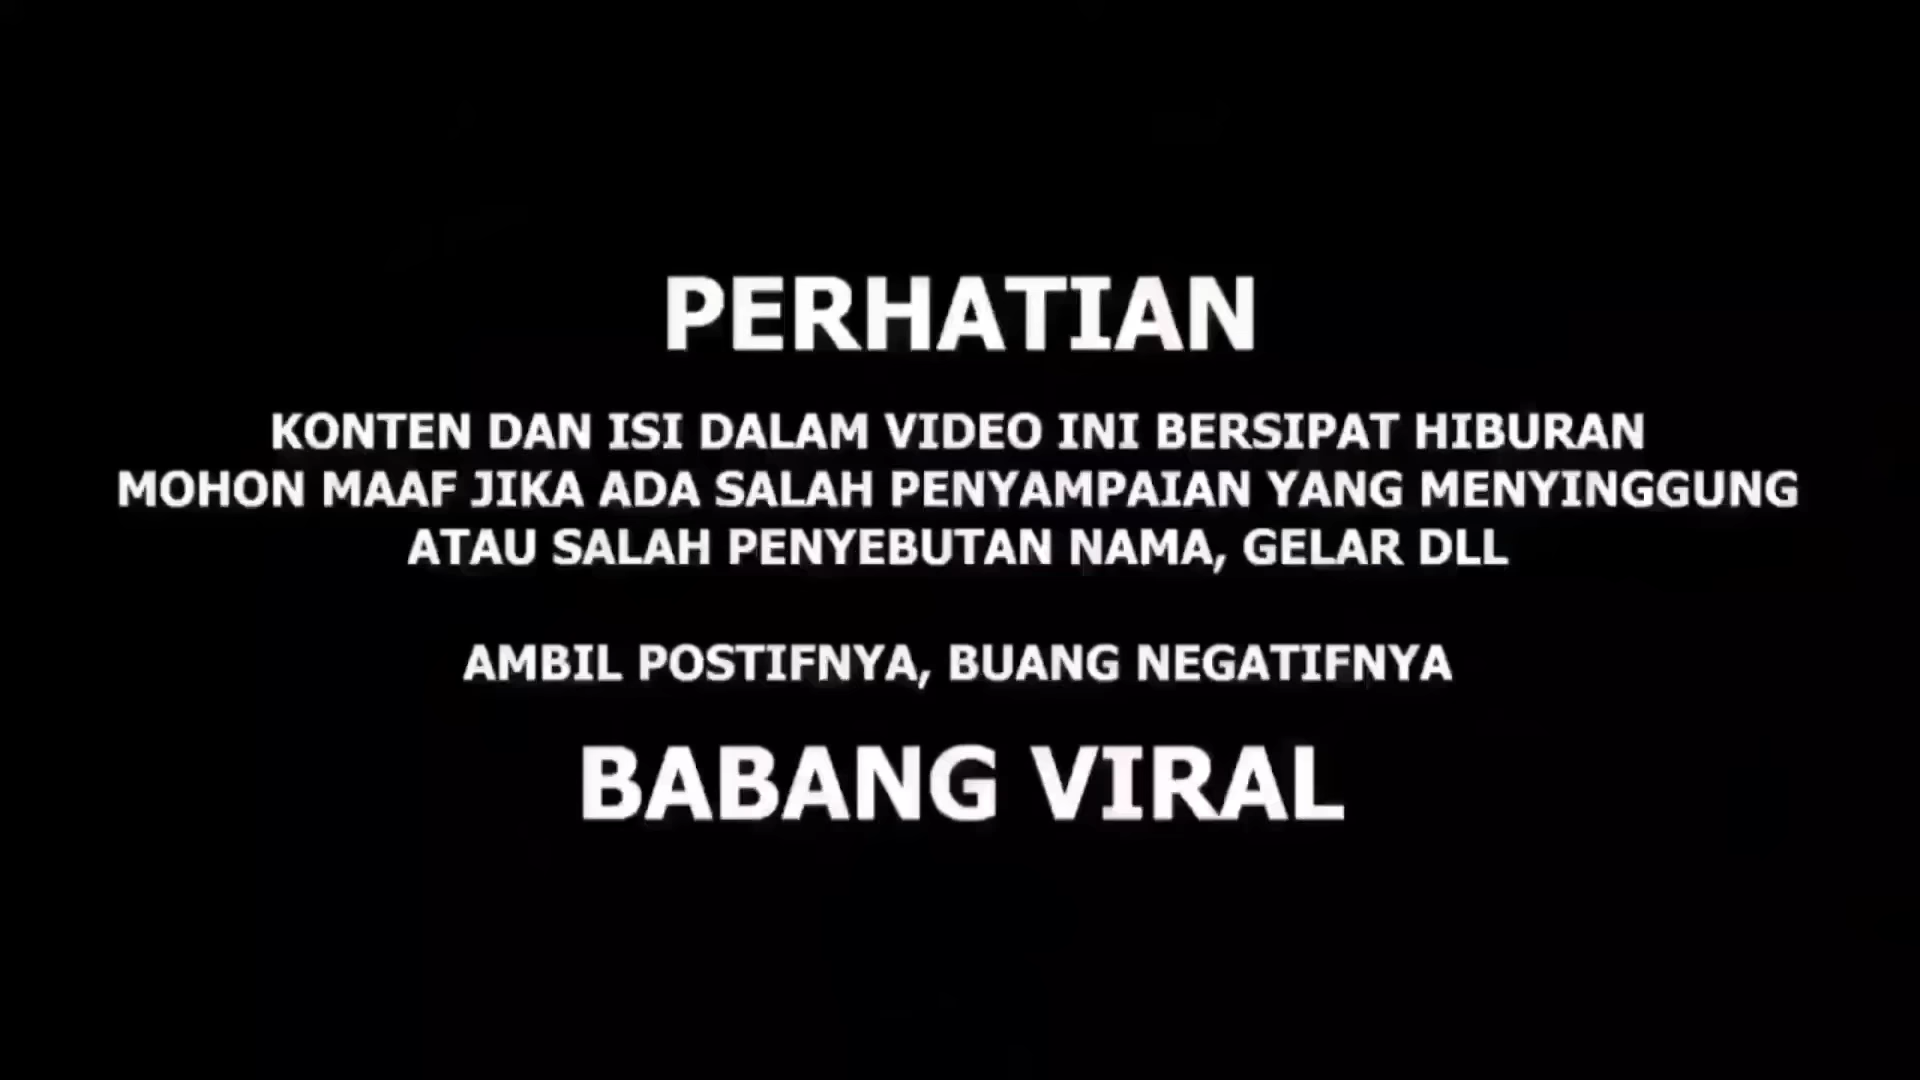 PERHATIAN
KONTEN DAN ISI DALAM VIDEO INI BERSIPAT HIBURAN
MOHON MAAF JIKA ADA SALAH PENYAMPAIAN YANG MENYINGGUNG
ATAU SALAH PENYEBUTAN NAMA, GELAR DLL
AMBIL POSTIFNYA, BUANG NEGATIFNYA
BABANG VIRAL